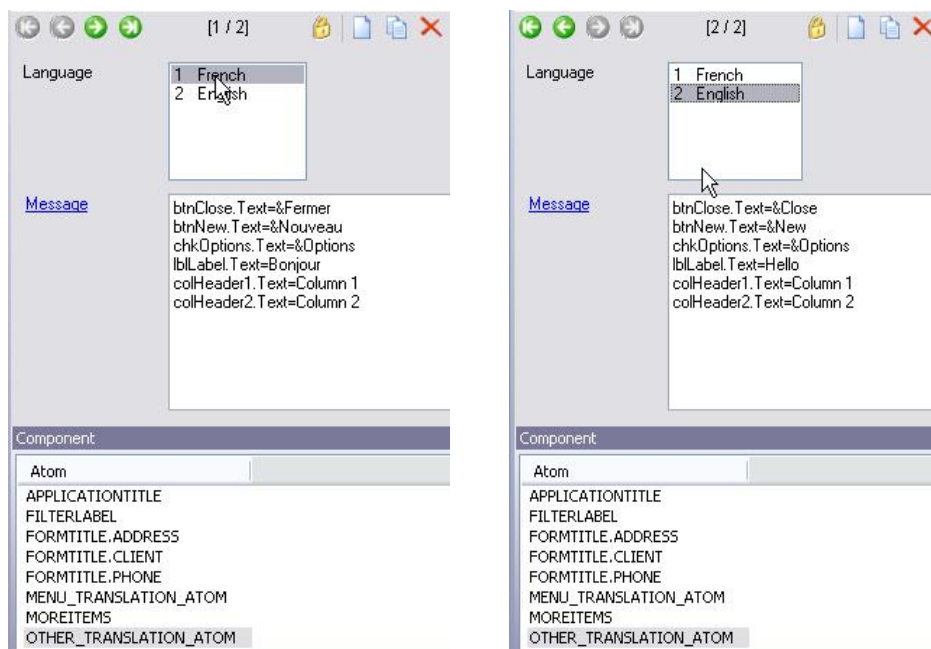 [1 / 2]
Language
1 French
2 English
Message
btnClose.Text=&Fermer
btnNew.Text=&Nouveau
chkOptions.Text=&Options
lblLabel.Text=Bonjour
colHeader1.Text=Column 1
colHeader2.Text=Column 2
Component
Atom
APPLICATIONTITLE
FILTERLABEL
FORMTITLE.ADDRESS
FORMTITLE.CLIENT
FORMTITLE.PHONE
MENU_TRANSLATION_ATOM
MOREITEMS
OTHER_TRANSLATION_ATOM
[2 / 2]
Language
1 French
2 English
Message
btnClose.Text=&Close
btnNew.Text=&New
chkOptions.Text=&Options
lblLabel.Text=Hello
colHeader1.Text=Column 1
colHeader2.Text=Column 2
Component
Atom
APPLICATIONTITLE
FILTERLABEL
FORMTITLE.ADDRESS
FORMTITLE.CLIENT
FORMTITLE.PHONE
MENU_TRANSLATION_ATOM
MOREITEMS
OTHER_TRANSLATION_ATOM